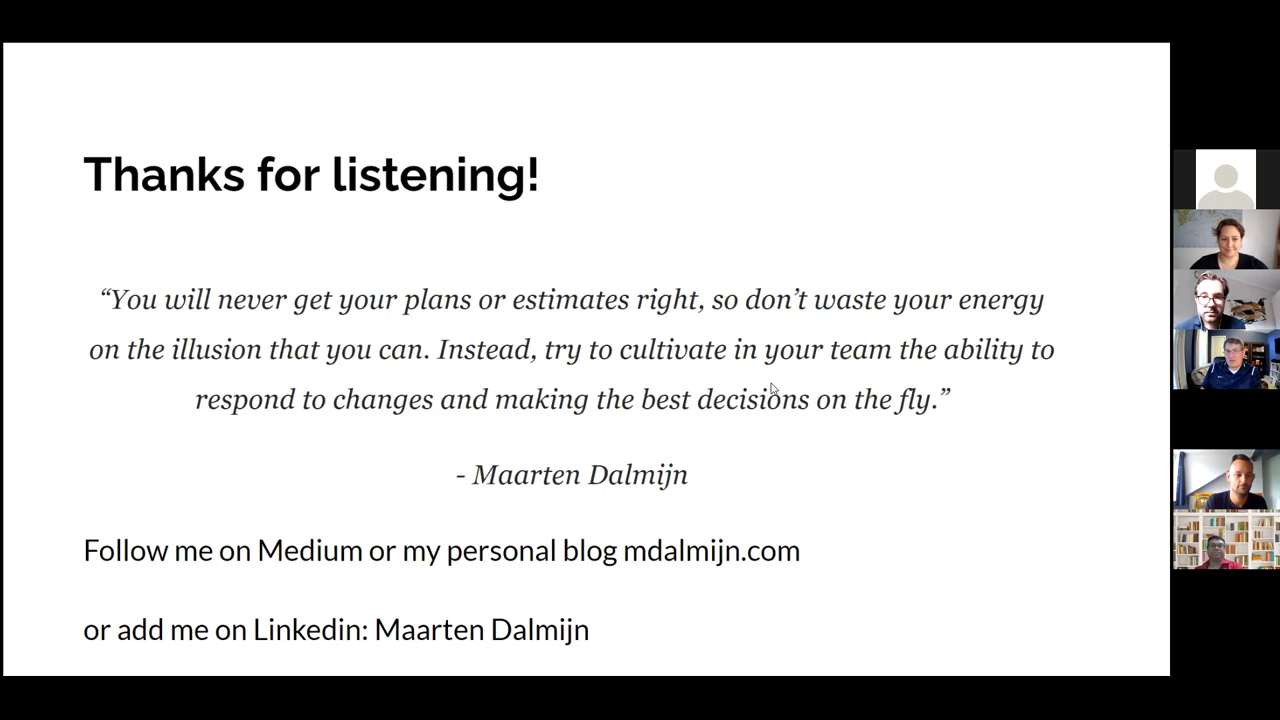 Thanks for listening!
“You will never get your plans or estimates right, so don’t waste your energy
on the illusion that you can. Instead, try to cultivate in your team the ability to
respond to changes and making the best decisions on the fly.”
- Maarten Dalmijn
Follow me on Medium or my personal blog mdalmijn.com
or add me on Linkedin: Maarten Dalmijn